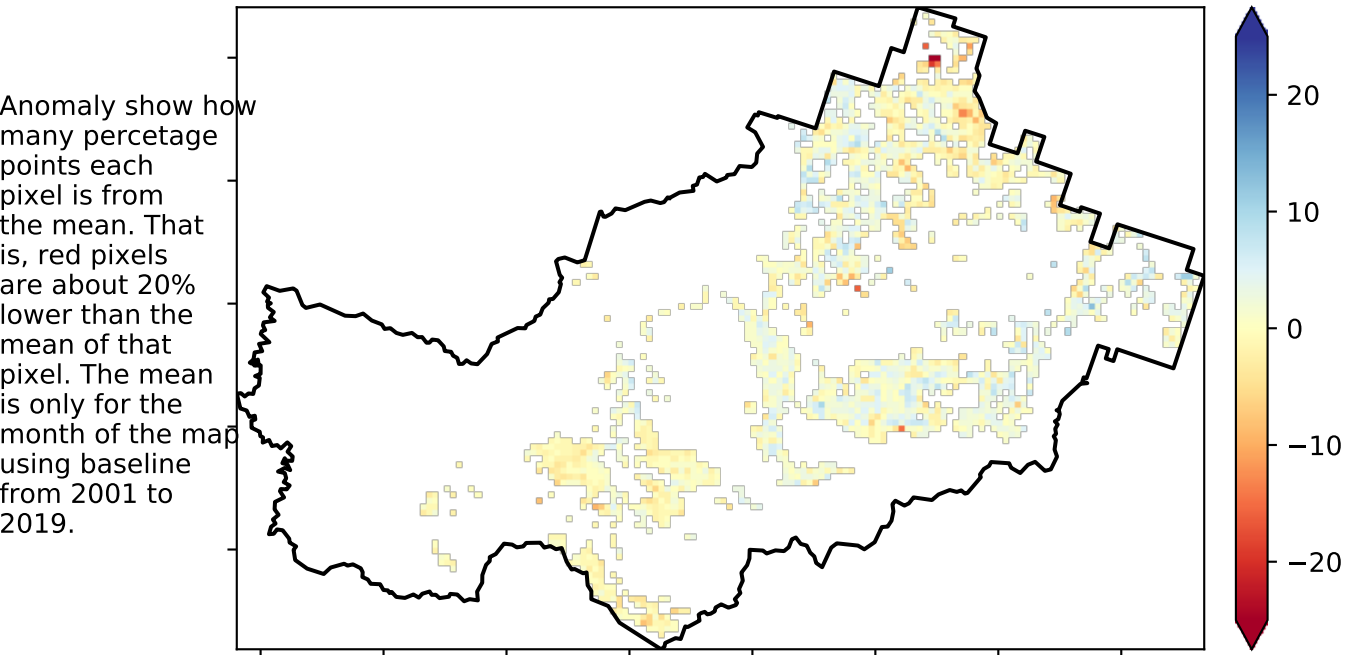 Anomaly show how
many percetage
points each
pixel is from
the mean. That
is, red pixels
are about 20%
lower than the
mean of that
pixel. The mean
is only for the
month of the map
using baseline
from 2001 to
2019.
20
10
0
−10
−20